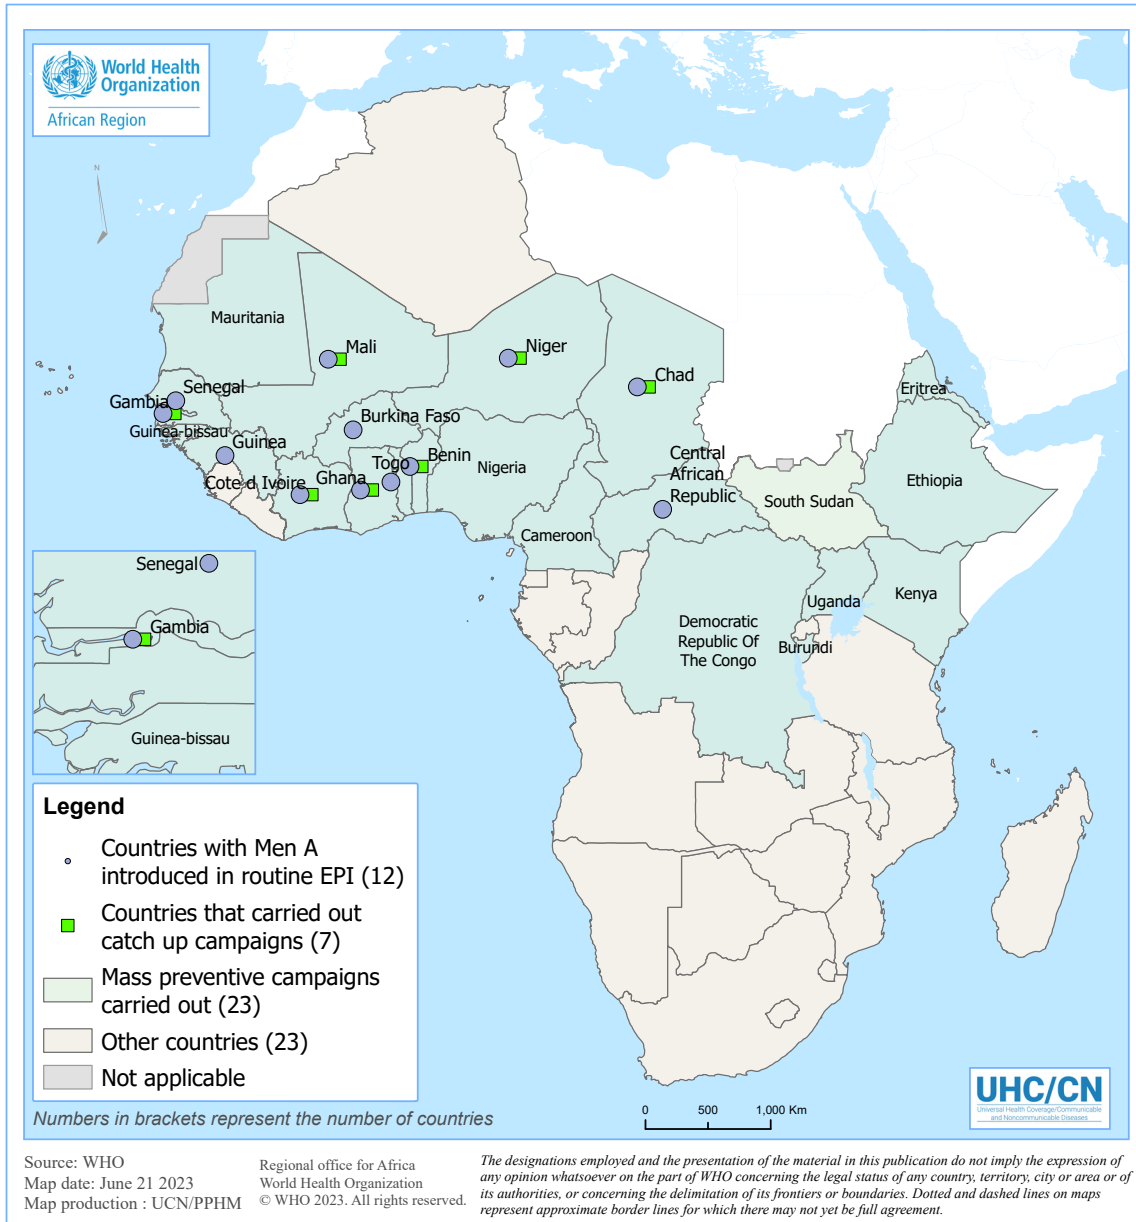 World Health
Organization
African Region
N
Mauritania
Mali
Niger
Chad
Senegal
Gambia
Guinea-bissau
Guinea
Burkina Faso
Cote d Ivoire
Ghana
Togo
Benin
Nigeria
Central
African
Republic
Cameroon
Eritrea
Ethiopia
South Sudan
Uganda
Kenya
Burundi
Democratic
Republic Of
The Congo
Senegal
Gambia
Guinea-bissau
Legend
Countries with Men A
introduced in routine EPI (12)
Countries that carried out
catch up campaigns (7)
Mass preventive campaigns
carried out (23)
Other countries (23)
Not applicable
Numbers in brackets represent the number of countries
0 500 1,000 Km
UHC/CN
Universal Health Coverage/Communicable
and Noncommunicable Diseases
Source: WHO
Map date: June 21 2023
Map production : UCN/PPHM
Regional office for Africa
World Health Organization
© WHO 2023. All rights reserved.
The designations employed and the presentation of the material in this publication do not imply the expression of
any opinion whatsoever on the part of WHO concerning the legal status of any country, territory, city or area or of
its authorities, or concerning the delimitation of its frontiers or boundaries. Dotted and dashed lines on maps
represent approximate border lines for which there may not yet be full agreement.